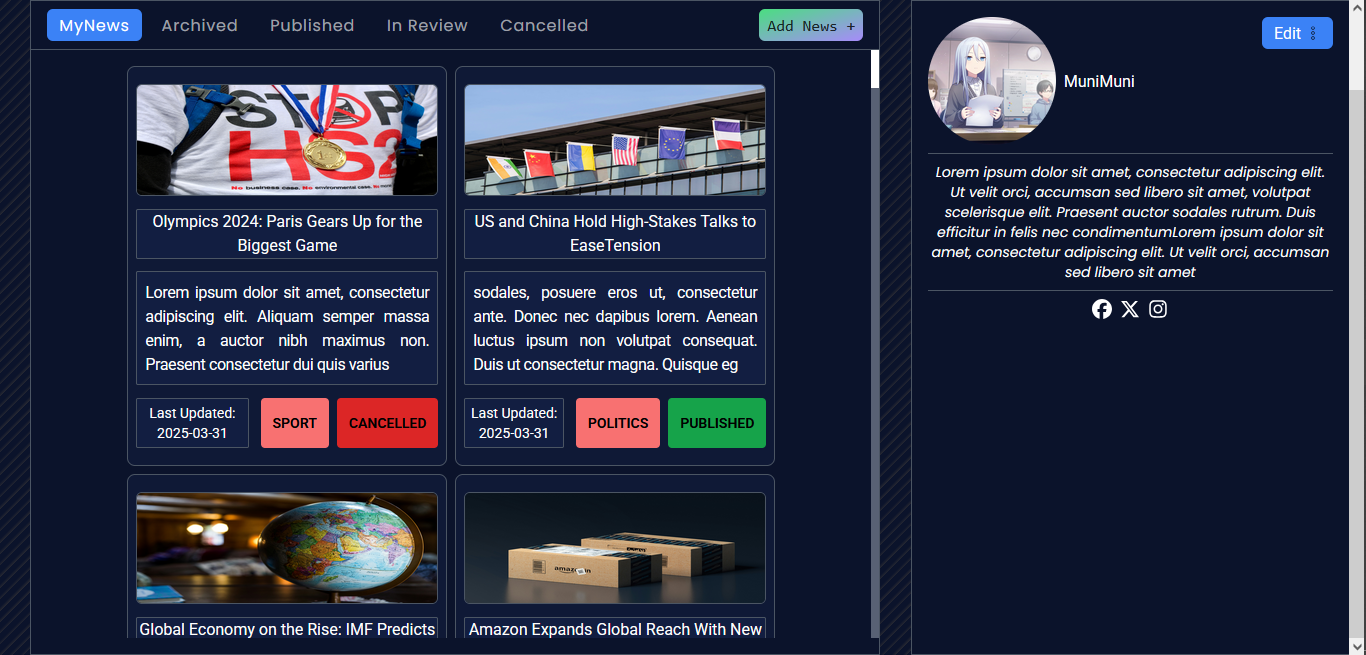 MyNews Archived Published In Review Cancelled Add News +
STOP
HS2
No business case. No environmental case. No
Olympics 2024: Paris Gears Up for the
Biggest Game
Lorem ipsum dolor sit amet, consectetur
adipiscing elit. Aliquam semper massa
enim, a auctor nibh maximus non.
Praesent consectetur dui quis varius
Last Updated:
2025-03-31
SPORT
CANCELLED
US and China Hold High-Stakes Talks to
EaseTension
sodales, posuere eros ut, consectetur
ante. Donec nec dapibus lorem. Aenean
luctus ipsum non volutpat consequat.
Duis ut consectetur magna. Quisque eg
Last Updated:
2025-03-31
POLITICS
PUBLISHED
Global Economy on the Rise: IMF Predicts
amazon
Amazon Expands Global Reach With New
Edit
MuniMuni
Lorem ipsum dolor sit amet, consectetur adipiscing elit.
Ut velit orci, accumsan sed libero sit amet, volutpat
scelerisque elit. Praesent auctor sodales rutrum. Duis
efficitur in felis nec condimentumLorem ipsum dolor sit
amet, consectetur adipiscing elit. Ut velit orci, accumsan
sed libero sit amet